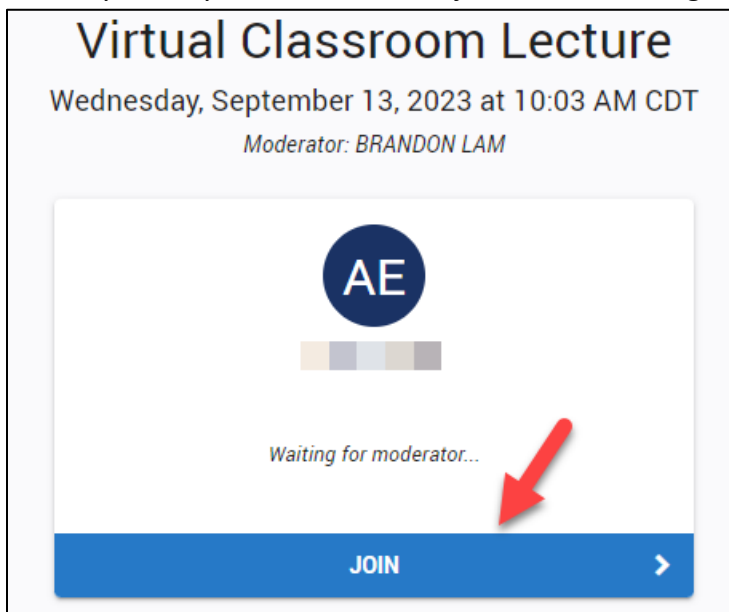 Virtual Classroom Lecture
Wednesday, September 13, 2023 at 10:03 AM CDT
Moderator: BRANDON LAM
AE
Waiting for moderator...
JOIN